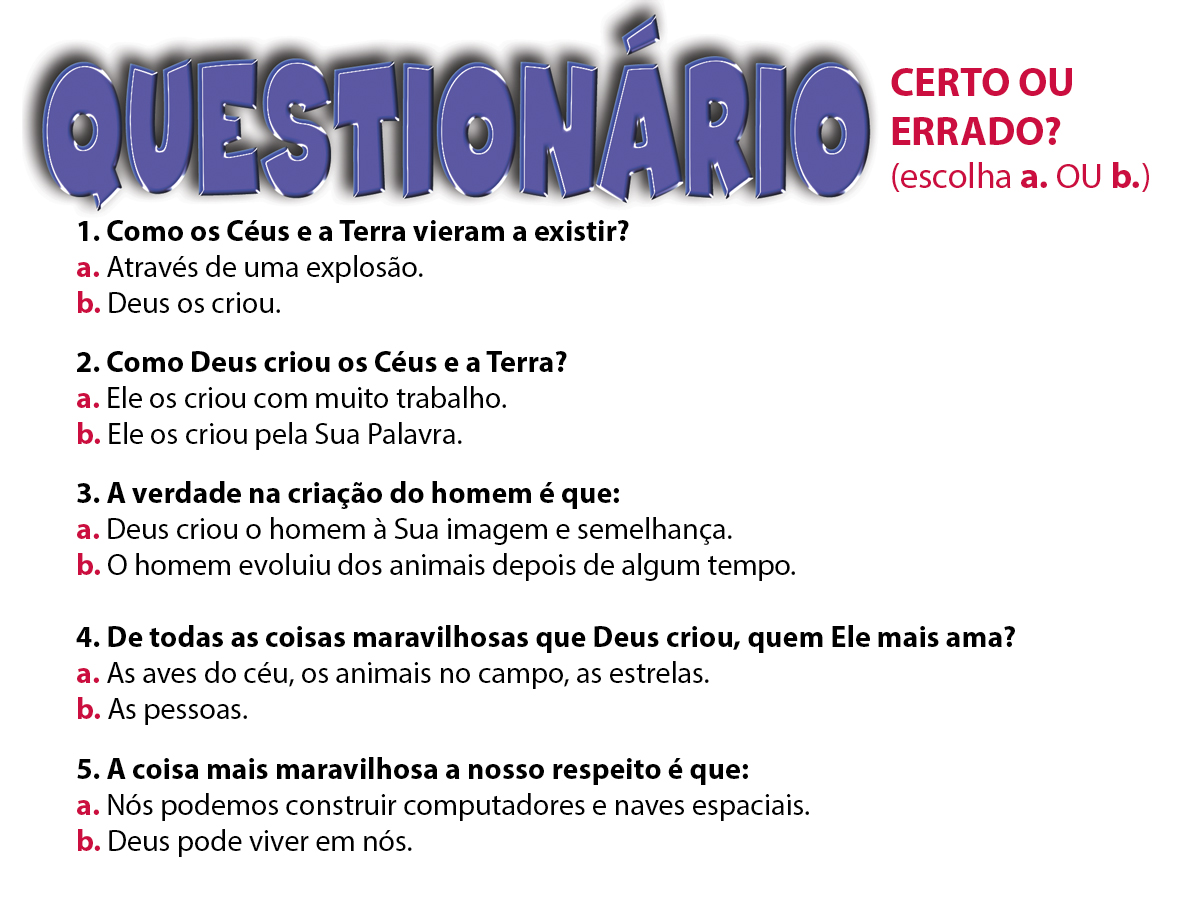 QUESTIONÁRIO
CERTO OU
ERRADO?
(escolha a. OU b.)
1. Como os Céus e a Terra vieram a existir?
a. Através de uma explosão.
b. Deus os criou.
2. Como Deus criou os Céus e a Terra?
a. Ele os criou com muito trabalho.
b. Ele os criou pela Sua Palavra.
3. A verdade na criação do homem é que:
a. Deus criou o homem à Sua imagem e semelhança.
b. O homem evoluiu dos animais depois de algum tempo.
4. De todas as coisas maravilhosas que Deus criou, quem Ele mais ama?
a. As aves do céu, os animais no campo, as estrelas.
b. As pessoas.
5. A coisa mais maravilhosa a nosso respeito é que:
a. Nós podemos construir computadores e naves espaciais.
b. Deus pode viver em nós.